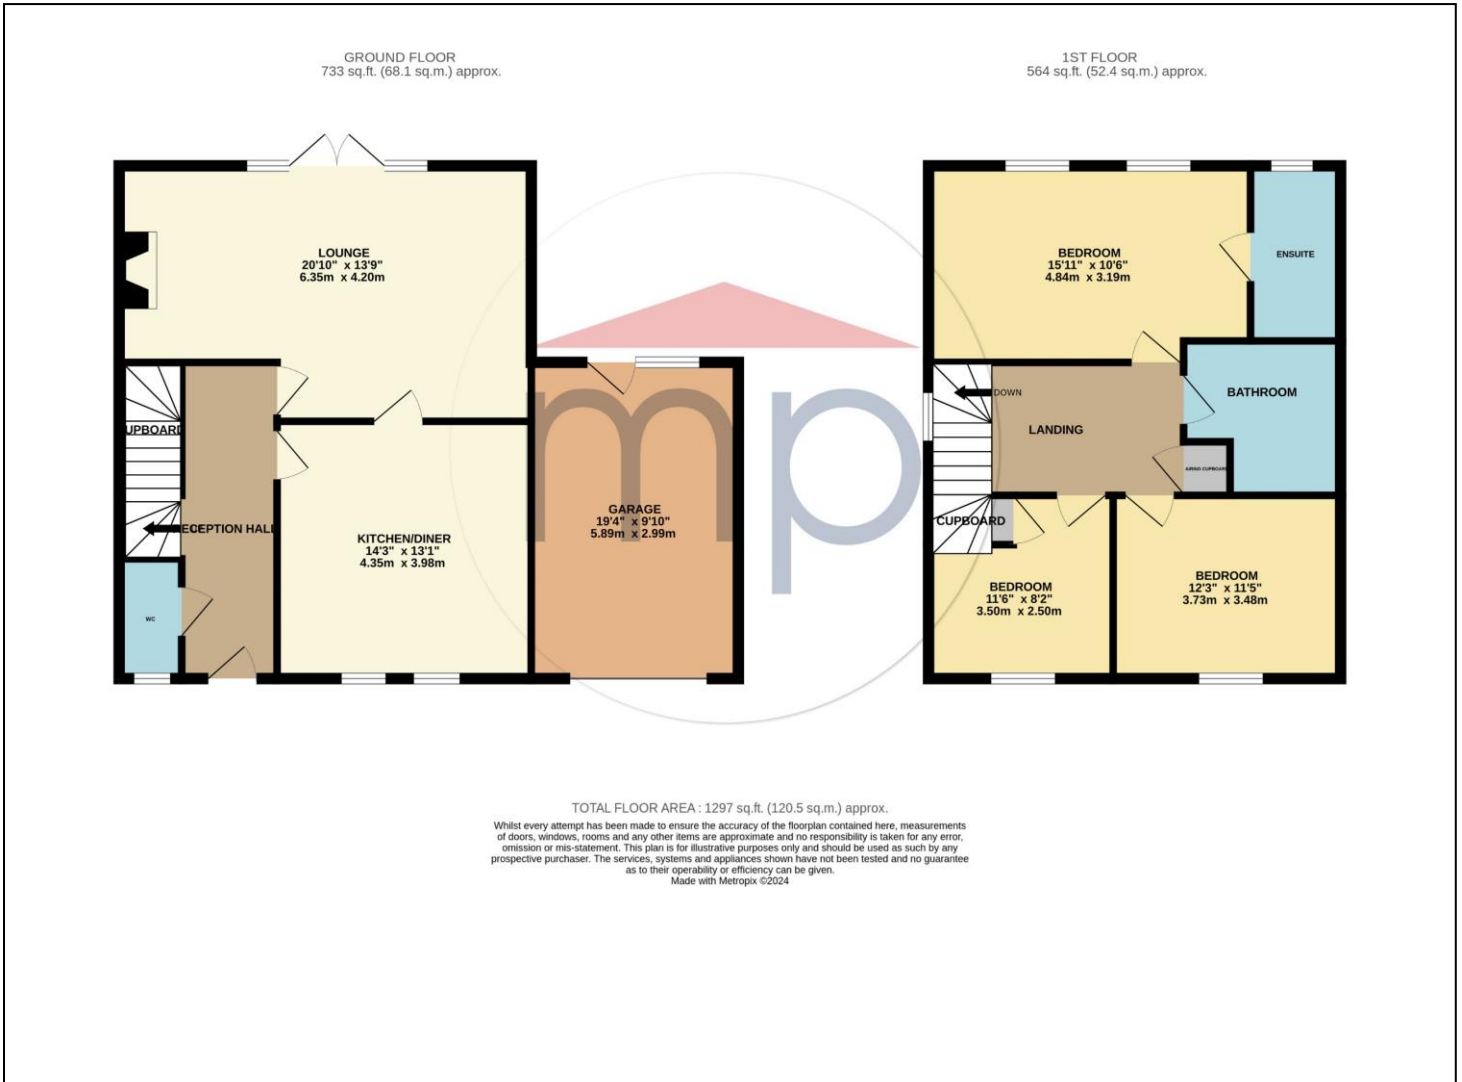 GROUND FLOOR
733 sq.ft. (68.1 sq.m.) approx.
1ST FLOOR
564 sq.ft. (52.4 sq.m.) approx.
LOUNGE
20'10" x 13'9"
6.35m x 4.20m
UPBOARD
RECEPTION HALL
WC
KITCHEN/DINER
14'3" x 13'1"
4.35m x 3.98m
GARAGE
19'4" x 9'10"
5.89m x 2.99m
mp
BEDROOM
15'11" x 10'6"
4.84m x 3.19m
ENSUITE
DOWN
LANDING
BATHROOM
AIRING CUPBOARD
CUPBOARD
BEDROOM
11'6" x 8'2"
3.50m x 2.50m
BEDROOM
12'3" x 11'5"
3.73m x 3.48m
TOTAL FLOOR AREA : 1297 sq.ft. (120.5 sq.m.) approx.
Whilst every attempt has been made to ensure the accuracy of the floorplan contained here, measurements
of doors, windows, rooms and any other items are approximate and no responsibility is taken for any error,
omission or mis-statement. This plan is for illustrative purposes only and should be used as such by any
prospective purchaser. The services, systems and appliances shown have not been tested and no guarantee
as to their operability or efficiency can be given.
Made with Metropix ©2024